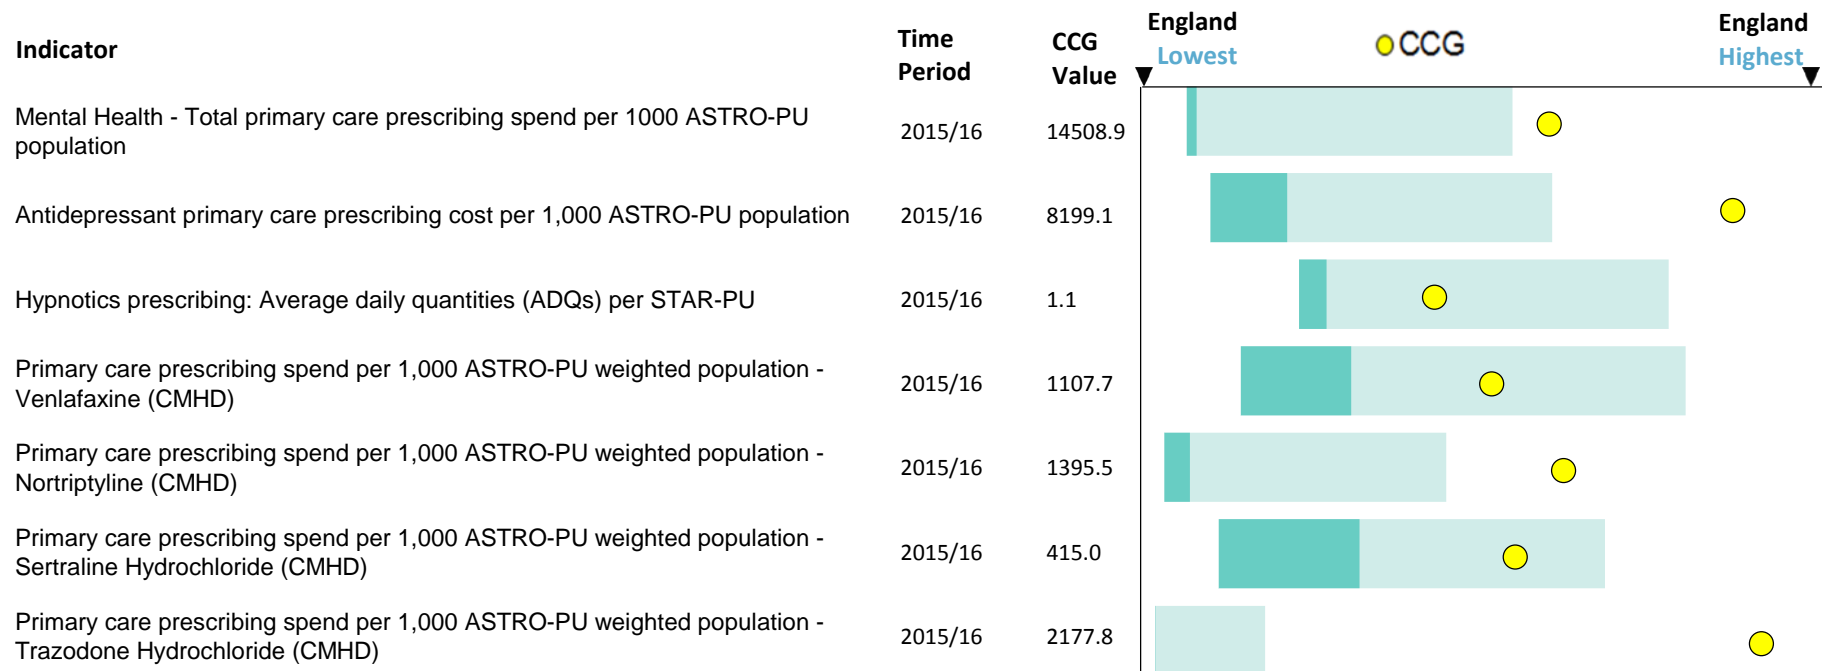 Indicator
Time
Period
CCG
Value
England
Lowest
CCG
England
Highest
Mental Health - Total primary care prescribing spend per 1000 ASTRO-PU
population
2015/16
14508.9
Antidepressant primary care prescribing cost per 1,000 ASTRO-PU population
2015/16
8199.1
Hypnotics prescribing: Average daily quantities (ADQs) per STAR-PU
2015/16
1.1
Primary care prescribing spend per 1,000 ASTRO-PU weighted population -
Venlafaxine (CMHD)
2015/16
1107.7
Primary care prescribing spend per 1,000 ASTRO-PU weighted population -
Nortriptyline (CMHD)
2015/16
1395.5
Primary care prescribing spend per 1,000 ASTRO-PU weighted population -
Sertraline Hydrochloride (CMHD)
2015/16
415.0
Primary care prescribing spend per 1,000 ASTRO-PU weighted population -
Trazodone Hydrochloride (CMHD)
2015/16
2177.8